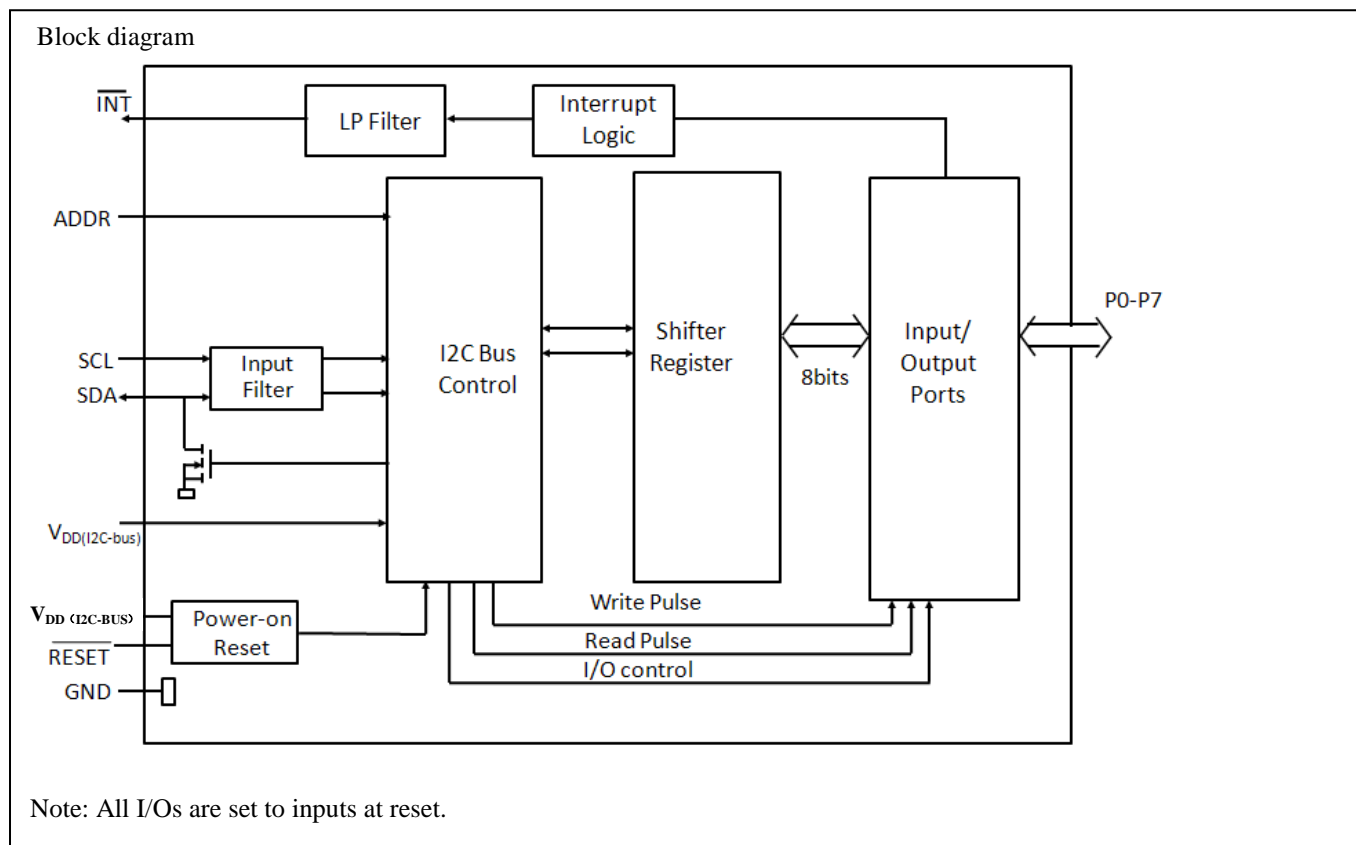 Block diagram
INT
LP Filter
Interrupt
Logic
ADDR
SCL
SDA
Input
Filter
I2C Bus
Control
Shifter
Register
8bits
Input/
Output
Ports
P0-P7
VDD(I2C-bus)
VDD (I2C-BUS)
RESET
Power-on
Reset
GND
Write Pulse
Read Pulse
I/O control
Note: All I/Os are set to inputs at reset.